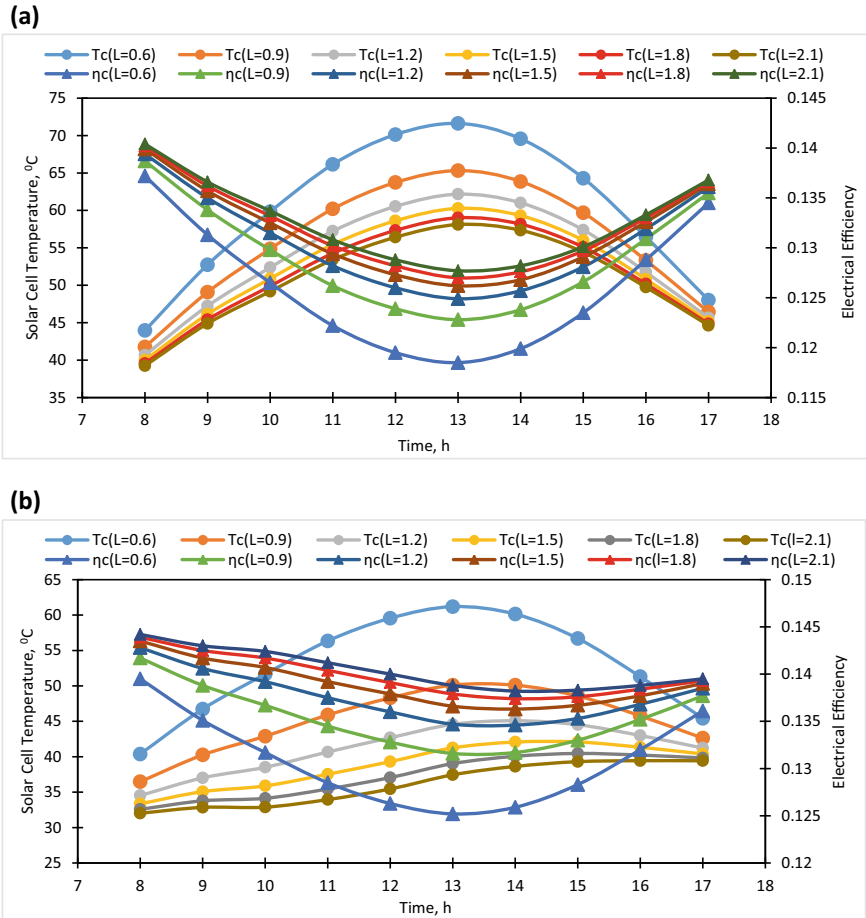 (a)
Tc(L=0.6) Tc(L=0.9) Tc(L=1.2) Tc(L=1.5) Tc(L=1.8) Tc(L=2.1)
ηc(L=0.6) ηc(L=0.9) ηc(L=1.2) ηc(L=1.5) ηc(L=1.8) ηc(L=2.1)
75
70
65
60
55
50
45
40
35
Solar Cell Temperature, ⁰C
0.145
0.14
0.135
0.13
0.125
0.12
0.115
Electrical Efficiency
7 8 9 10 11 12 13 14 15 16 17 18
Time, h
(b)
Tc(L=0.6) Tc(L=0.9) Tc(L=1.2) Tc(L=1.5) Tc(L=1.8) Tc(l=2.1)
ηc(L=0.6) ηc(L=0.9) ηc(L=1.2) ηc(L=1.5) ηc(l=1.8) ηc(L=2.1)
65
60
55
50
45
40
35
30
25
Solar Cell Temperature, ⁰C
0.15
0.145
0.14
0.135
0.13
0.125
0.12
Electrical Efficiency
7 8 9 10 11 12 13 14 15 16 17 18
Time, h